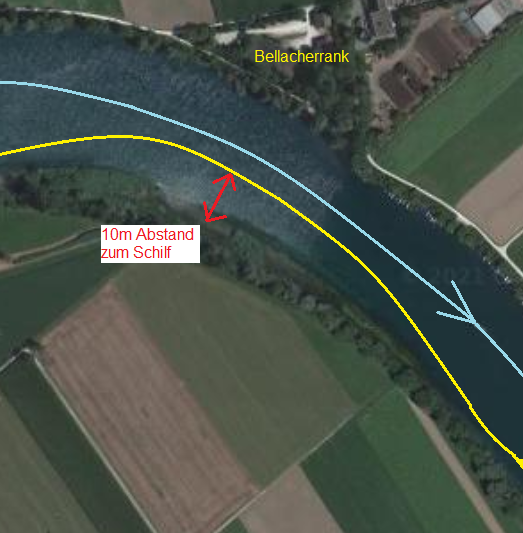 Bellacherrank
10m Abstand
zum Schilf